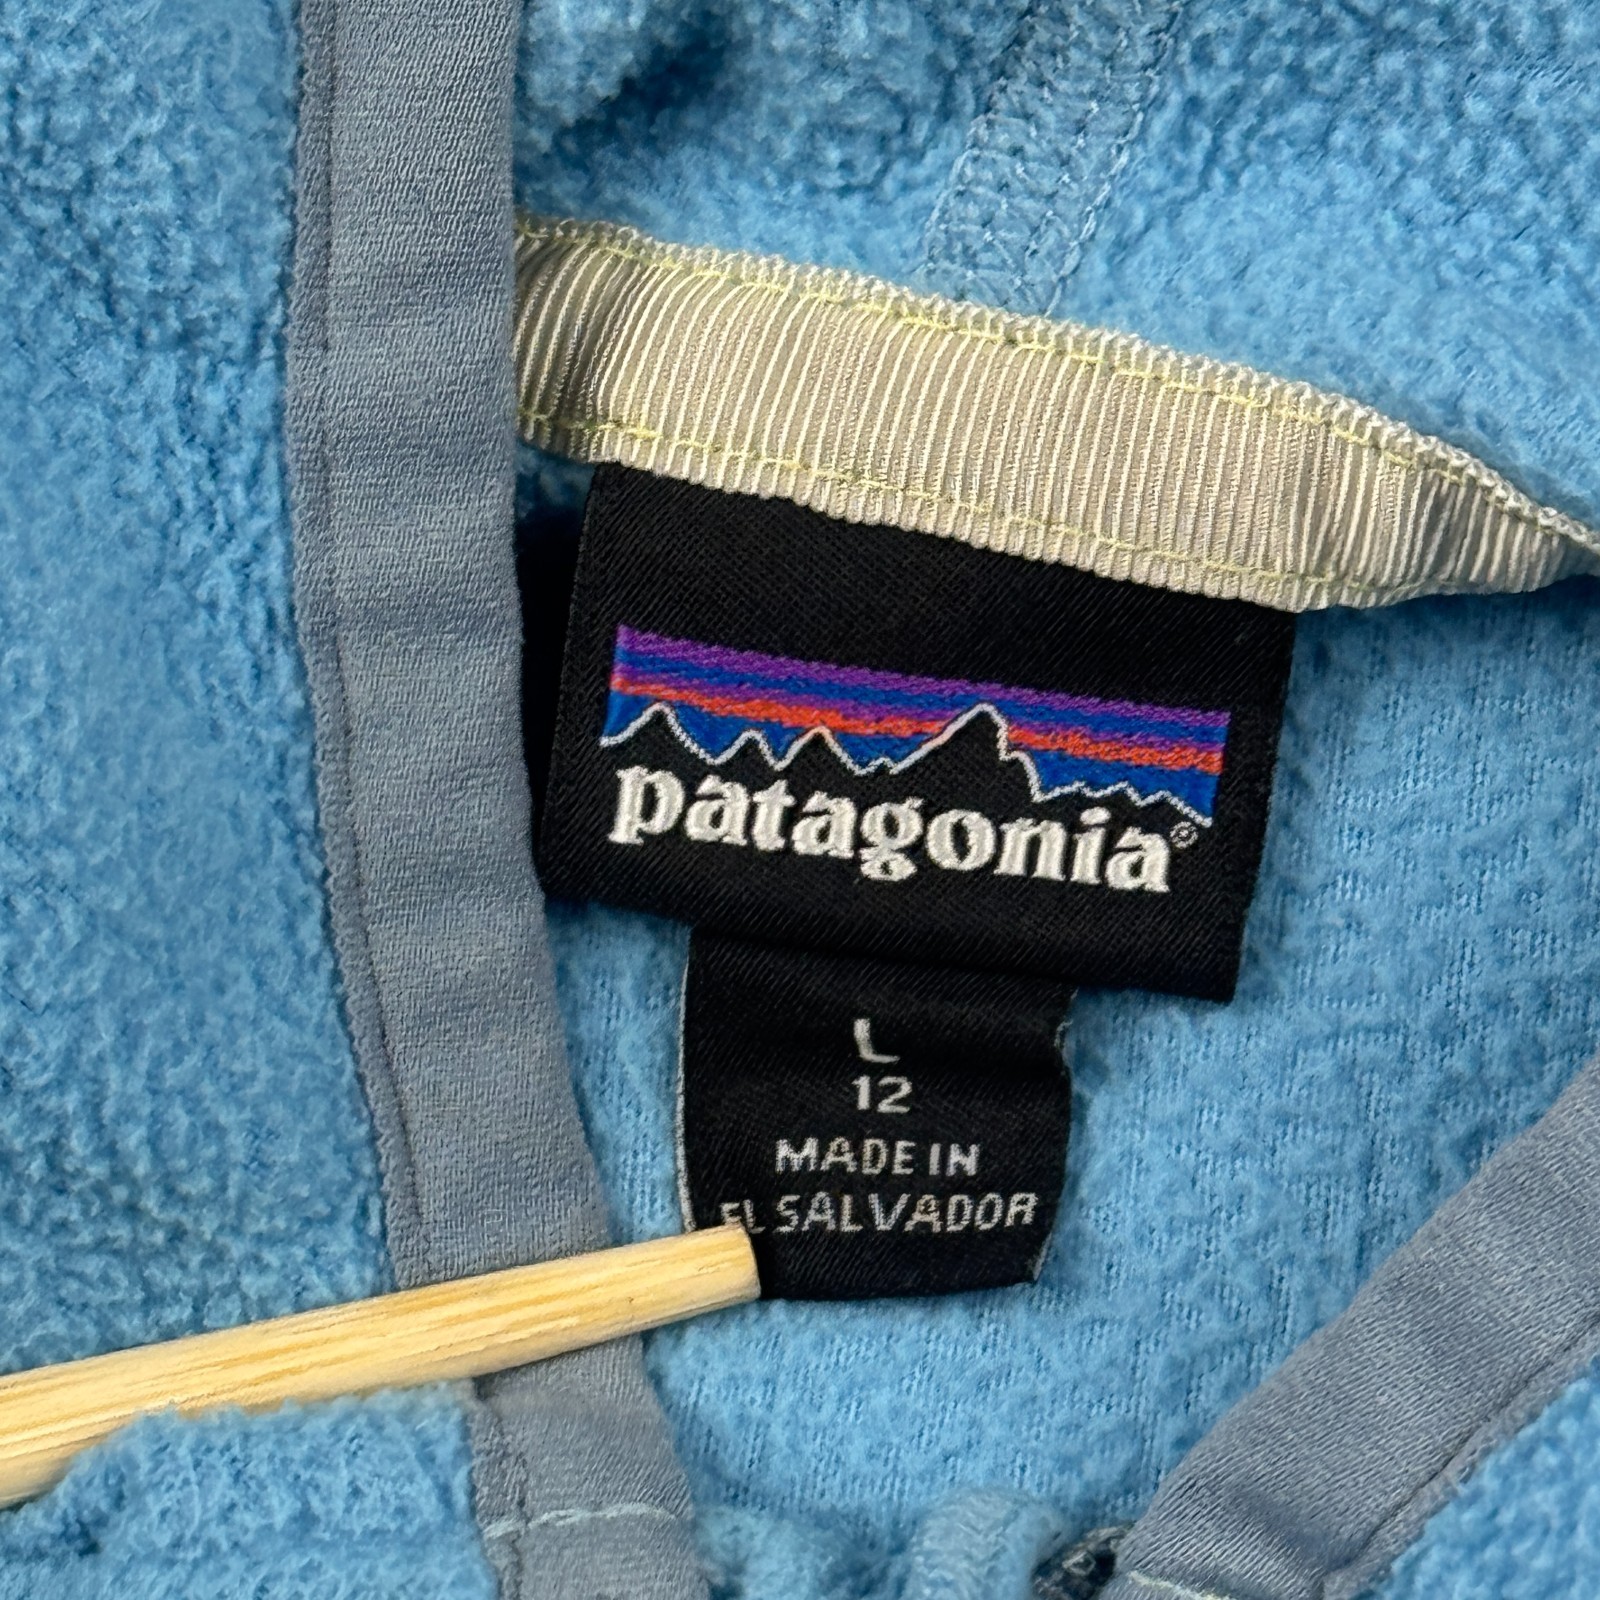 patagonia®
L
12
MADE IN
EL SALVADOR